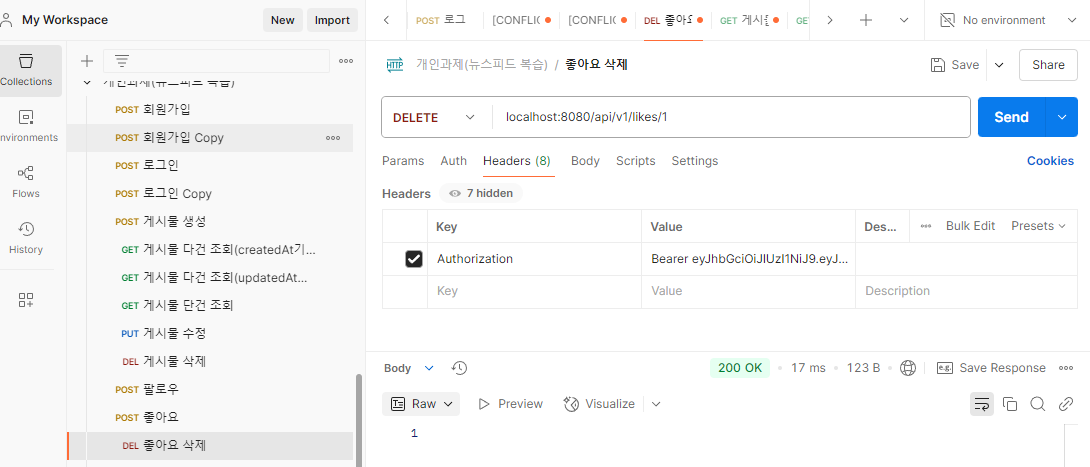 My Workspace
New
Import
Collections
nvironments
Flows
History
개인과제(뉴스피드 복습)
POST 회원가입
POST 회원가입 Copy
POST 로그인
POST 로그인 Copy
POST 게시물 생성
GET 게시물 다건 조회(createdAt기...
GET 게시물 다건 조회(updatedAt...
GET 게시물 단건 조회
PUT 게시물 수정
DEL 게시물 삭제
POST 팔로우
POST 좋아요
DEL 좋아요 삭제
POST 로그
[CONFLIC
[CONFLIC
DEL 좋아요
GET 게시물
GET
No environment
HTTP 개인과제(뉴스피드 복습) / 좋아요 삭제
Save
Share
DELETE
localhost:8080/api/v1/likes/1
Send
Params Auth Headers (8) Body Scripts Settings
Cookies
Headers 7 hidden
Key Value Des... Bulk Edit Presets
Authorization Bearer eyJhbGciOiJIUzI1NiJ9.eyJ...
Key Value Description
Body 200 OK • 17 ms • 123 B e.g. Save Response
Raw Preview Visualize
1